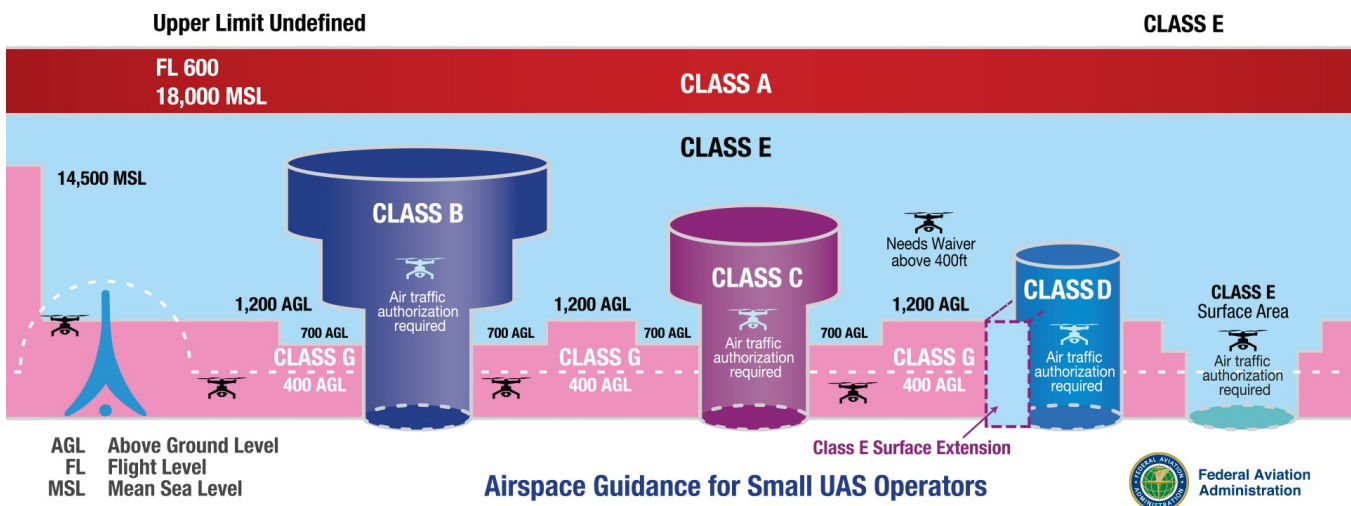 Upper Limit Undefined
CLASS E
FL 600
18,000 MSL
CLASS A
CLASS E
14,500 MSL
CLASS B
Air traffic
authorization
required
CLASS C
Air traffic
authorization
required
Needs Waiver
above 400ft
CLASS D
Air traffic
authorization
required
CLASS E
Surface Area
Air traffic
authorization
required
1,200 AGL
700 AGL
CLASS G
400 AGL
700 AGL
1,200 AGL
700 AGL
CLASS G
400 AGL
700 AGL
1,200 AGL
CLASS G
400 AGL
Class E Surface Extension
AGL Above Ground Level
FL Flight Level
MSL Mean Sea Level
Airspace Guidance for Small UAS Operators
FEDERAL AVIATION
ADMINISTRATION
Federal Aviation
Administration